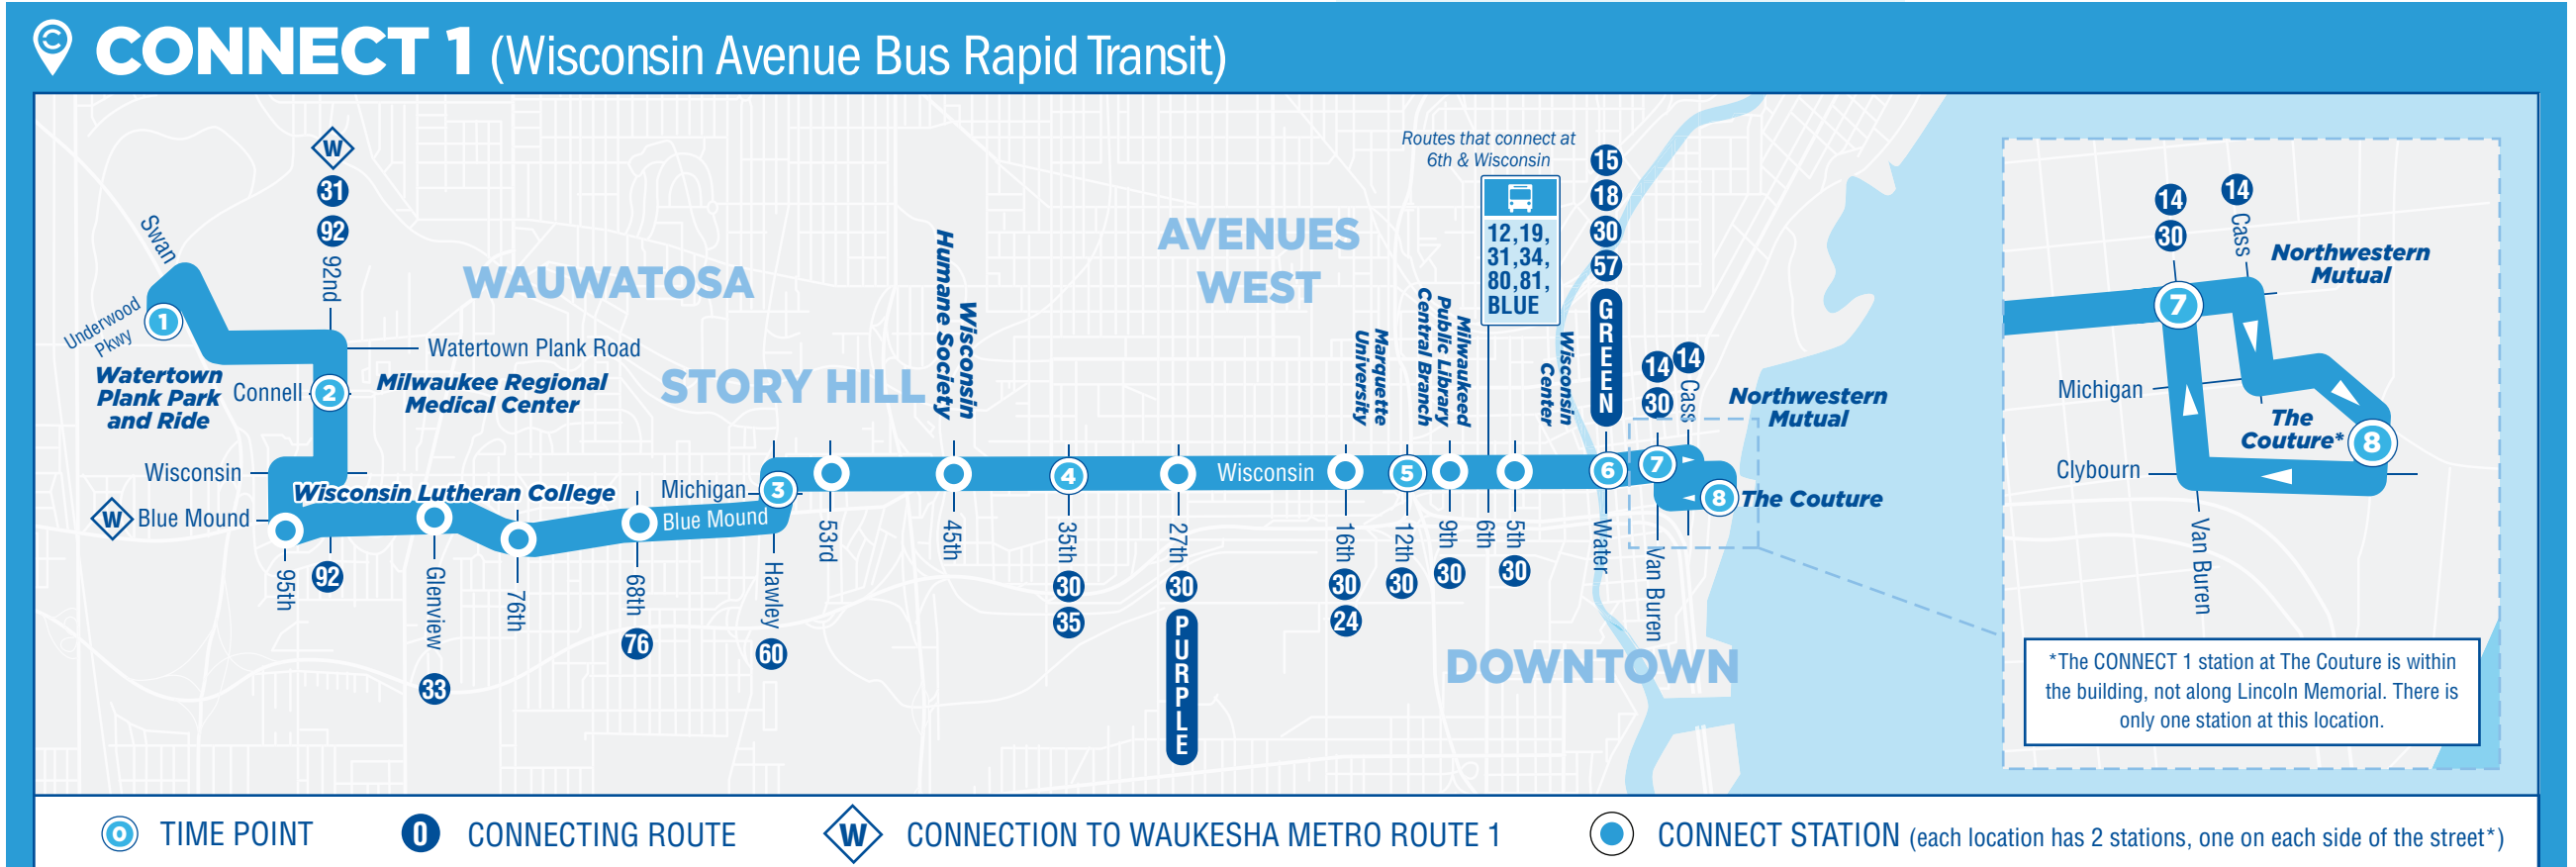 CONNECT 1 (Wisconsin Avenue Bus Rapid Transit)
W
31
92
92nd
Swan
Underwood
Pkwy
1
Watertown
Plank Park
and Ride
Watertown Plank Road
Connell
2
Milwaukee Regional
Medical Center
Wisconsin
W
Blue Mound
95th
92
Wisconsin Lutheran College
Glenview
33
76th
68th
76
WAUWATOSA
STORY HILL
Michigan
3
Blue Mound
Hawley
60
53rd
Wisconsin
Humane Society
45th
4
35th
30
35
AVENUES
WEST
27th
30
PURPLE
Wisconsin
Marquette
University
16th
30
24
5
12th
30
Milwaukeed
Public Library
Central Branch
9th
30
Routes that connect at
6th & Wisconsin
12,19,
31,34,
80,81,
BLUE
6th
5th
30
Wisconsin
Center
15
18
30
57
GREEN
6
Water
14
30
7
Van Buren
14
Cass
Northwestern
Mutual
8
The Couture
DOWNTOWN
14
30
14
Cass
Northwestern
Mutual
7
Michigan
The
Couture*
8
Clybourn
Van Buren
*The CONNECT 1 station at The Couture is within
the building, not along Lincoln Memorial. There is
only one station at this location.
0 TIME POINT
0 CONNECTING ROUTE
W CONNECTION TO WAUKESHA METRO ROUTE 1
CONNECT STATION (each location has 2 stations, one on each side of the street*)